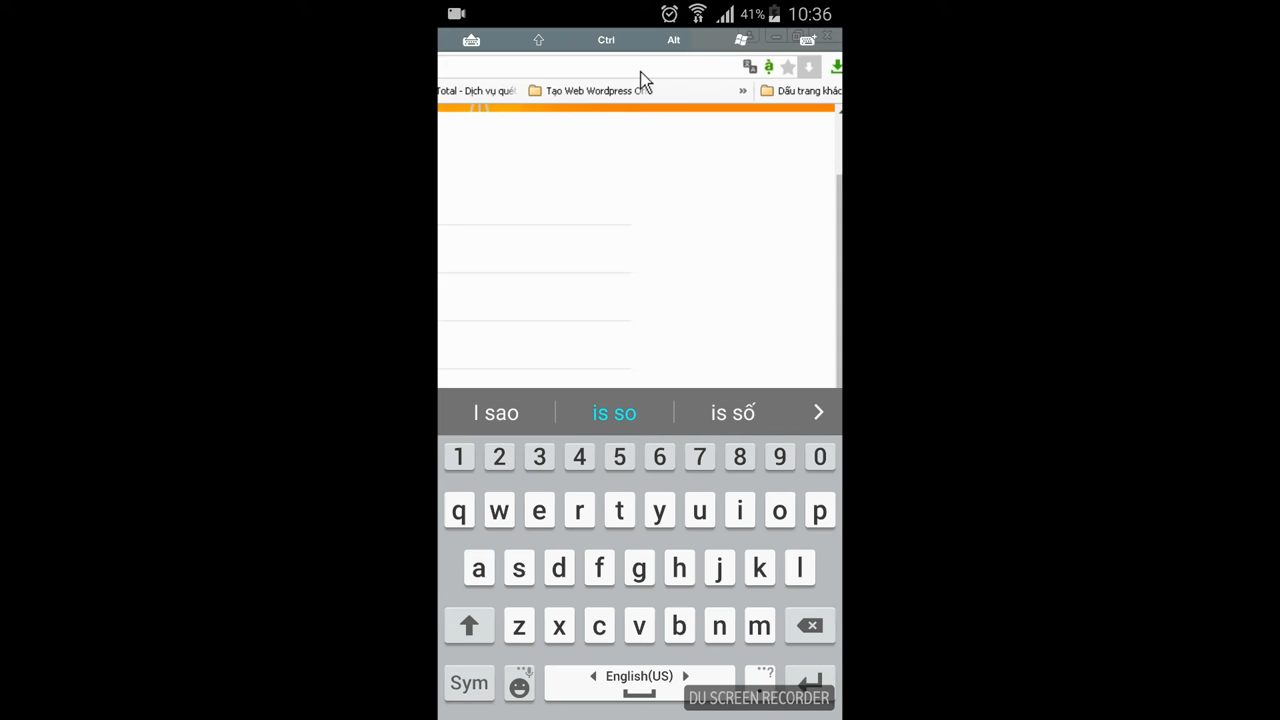 41% 10:36
Ctrl Alt
Total - Dịch vụ quét Tạo Web Wordpress » Dấu trang khác
I sao is so is số
1 2 3 4 5 6 7 8 9 0
q w e r t y u i o p
a s d f g h j k l
z x c v b n m
Sym English(US)
DU SCREEN RECORDER